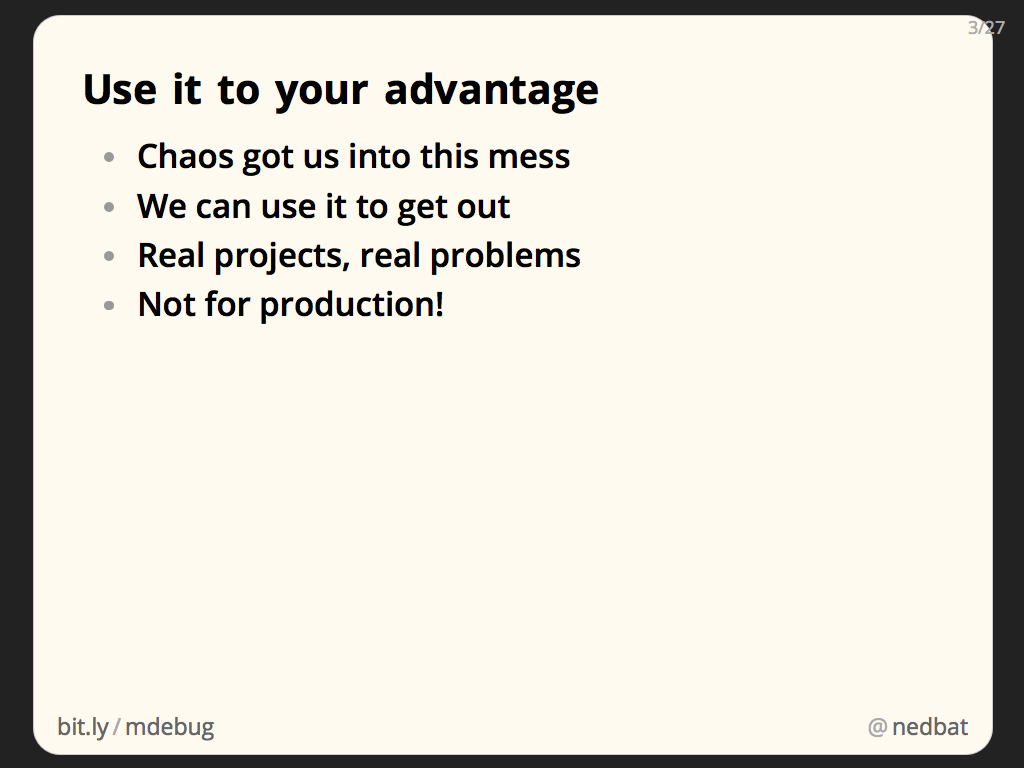 3/27
Use it to your advantage
• Chaos got us into this mess
• We can use it to get out
• Real projects, real problems
• Not for production!
bit.ly/mdebug
@nedbat